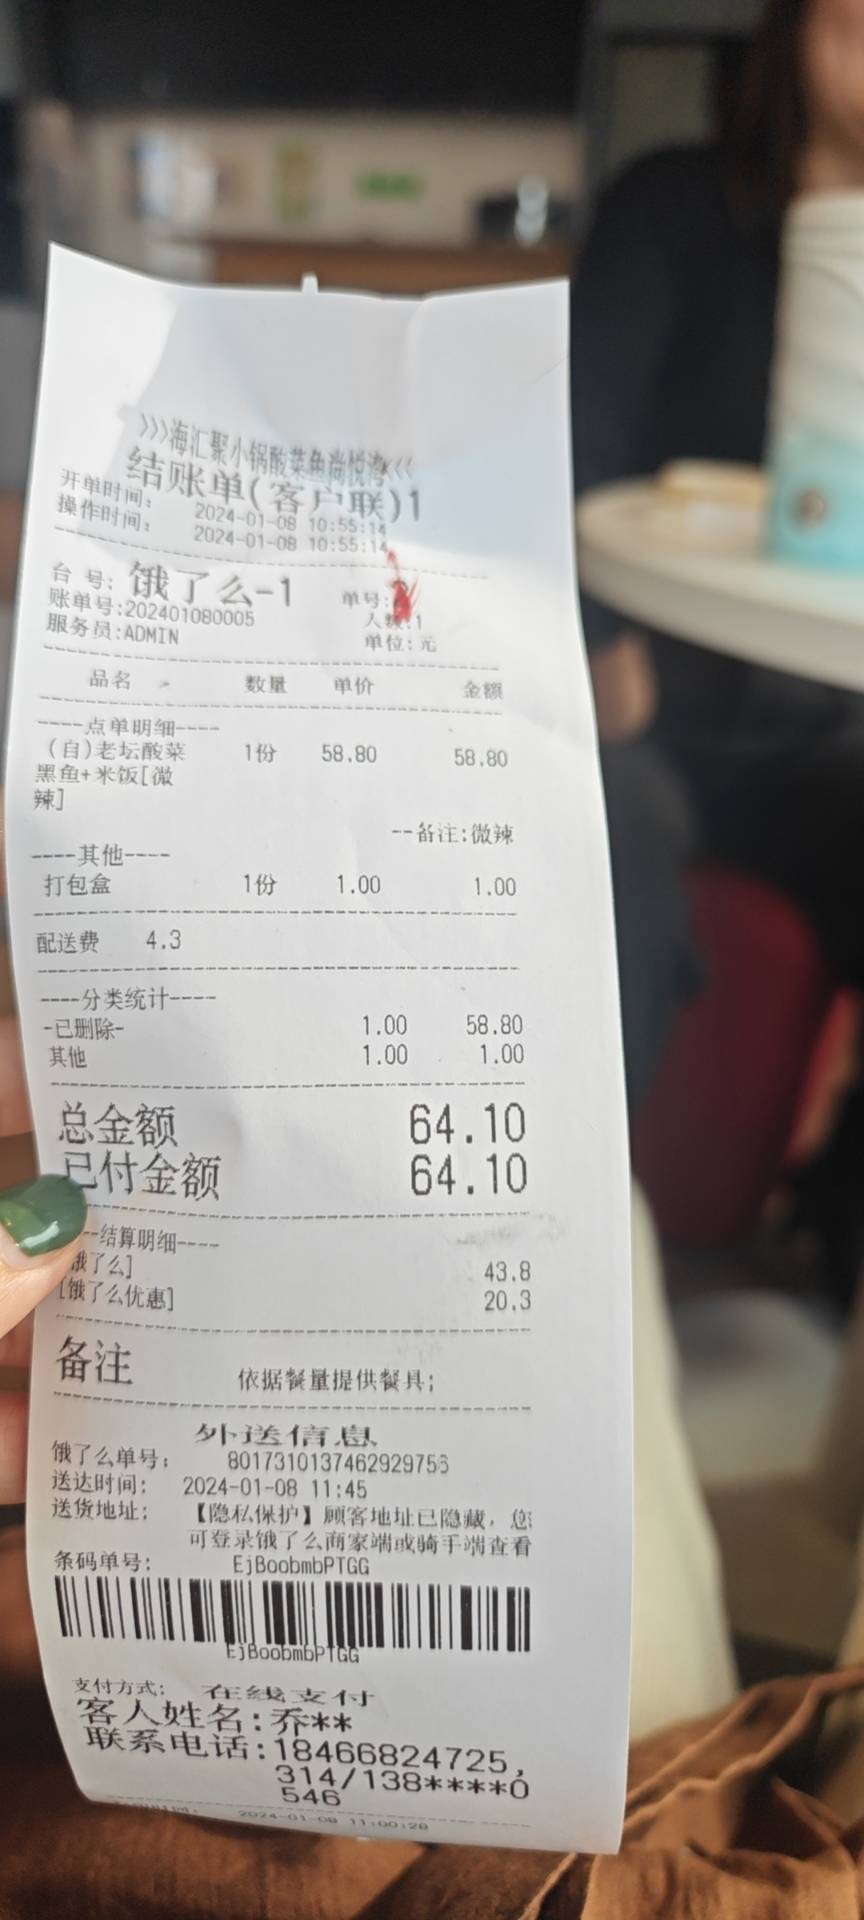 >>>海汇聚小锅酸菜鱼尚悦湾<<<
结账单(客户联)1
开单时间: 2024-01-08 10:55:14
操作时间: 2024-01-08 10:55:14
台 号: 饿了么-1 单号:
账单号:202401080005 人数:1
服务员:ADMIN 单位: 元
品名 数量 单价 金额
----点单明细----
(自)老坛酸菜 1份 58.80 58.80
黑鱼+米饭[微
辣]
--备注:微辣
----其他----
打包盒 1份 1.00 1.00
配送费 4.3
----分类统计----
-已删除- 1.00 58.80
其他 1.00 1.00
总金额 64.10
已付金额 64.10
--结算明细----
饿了么] 43.8
[饿了么优惠] 20.3
备注 依据餐量提供餐具;
外送信息
饿了么单号: 8017310137462929756
送达时间: 2024-01-08 11:45
送货地址: 【隐私保护】顾客地址已隐藏，您
可登录饿了么商家端或骑手端查看
条码单号: EjBoobmbPTGG
EjBoobmbPTGG
支付方式: 在线支付
客人姓名:乔**
联系电话:18466824725,
314/138****0
546
2024-01-08 11:00:28